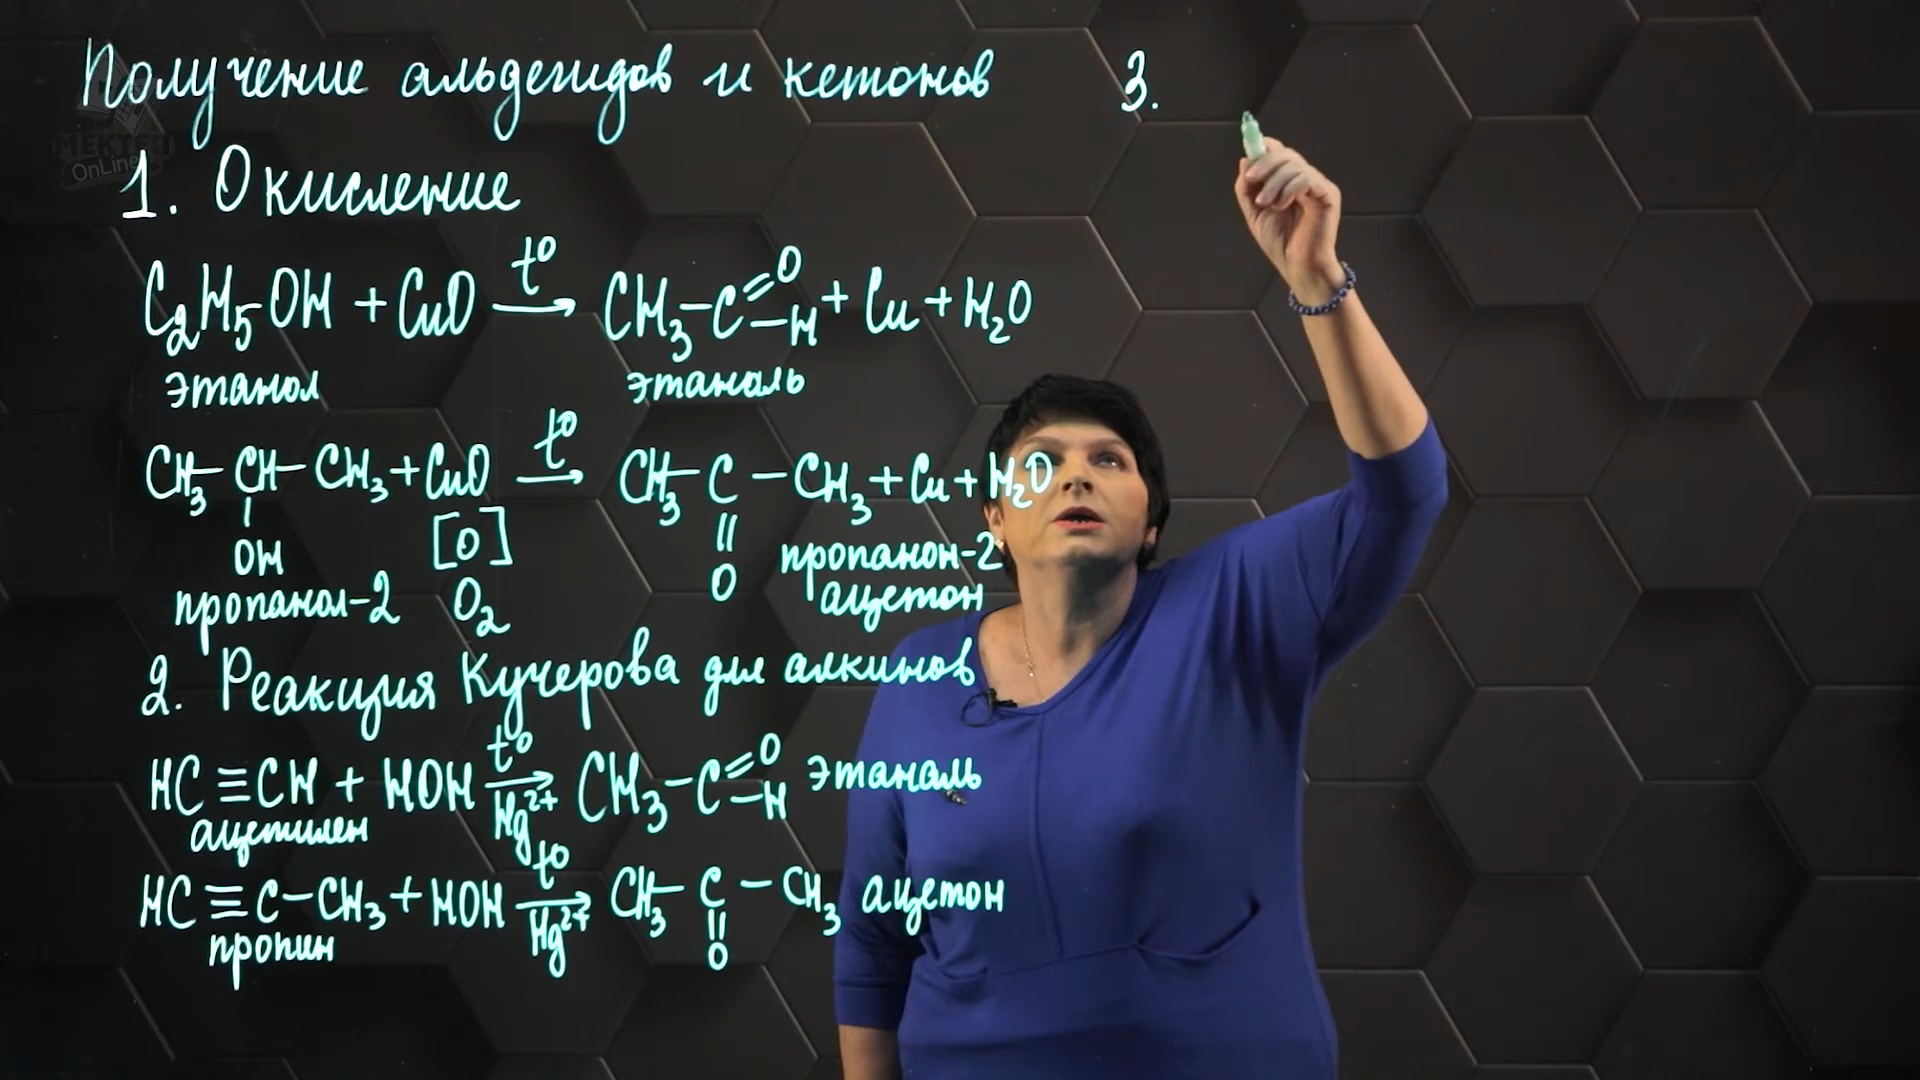 Получение альдегидов и кетонов
1. Окисление
C₂H₅-OH + CuO t° → CH₃-C=O -H + Cu + H₂O
этанол этаналь
CH₃-CH-CH₃ + CuO t° → CH₃-C-CH₃ + Cu + H₂O
OH [O] || O
пропанол-2 O₂ пропанон-2
ацетон
2. Реакция Кучерова для алкинов
HC≡CH + HOH t° → Hg²⁺ CH₃-C=O -H этаналь
ацетилен
HC≡C-CH₃ + HOH t° → Hg²⁺ CH₃-C-CH₃ ацетон
пропин || O
3.
MEKTEP
OnLine